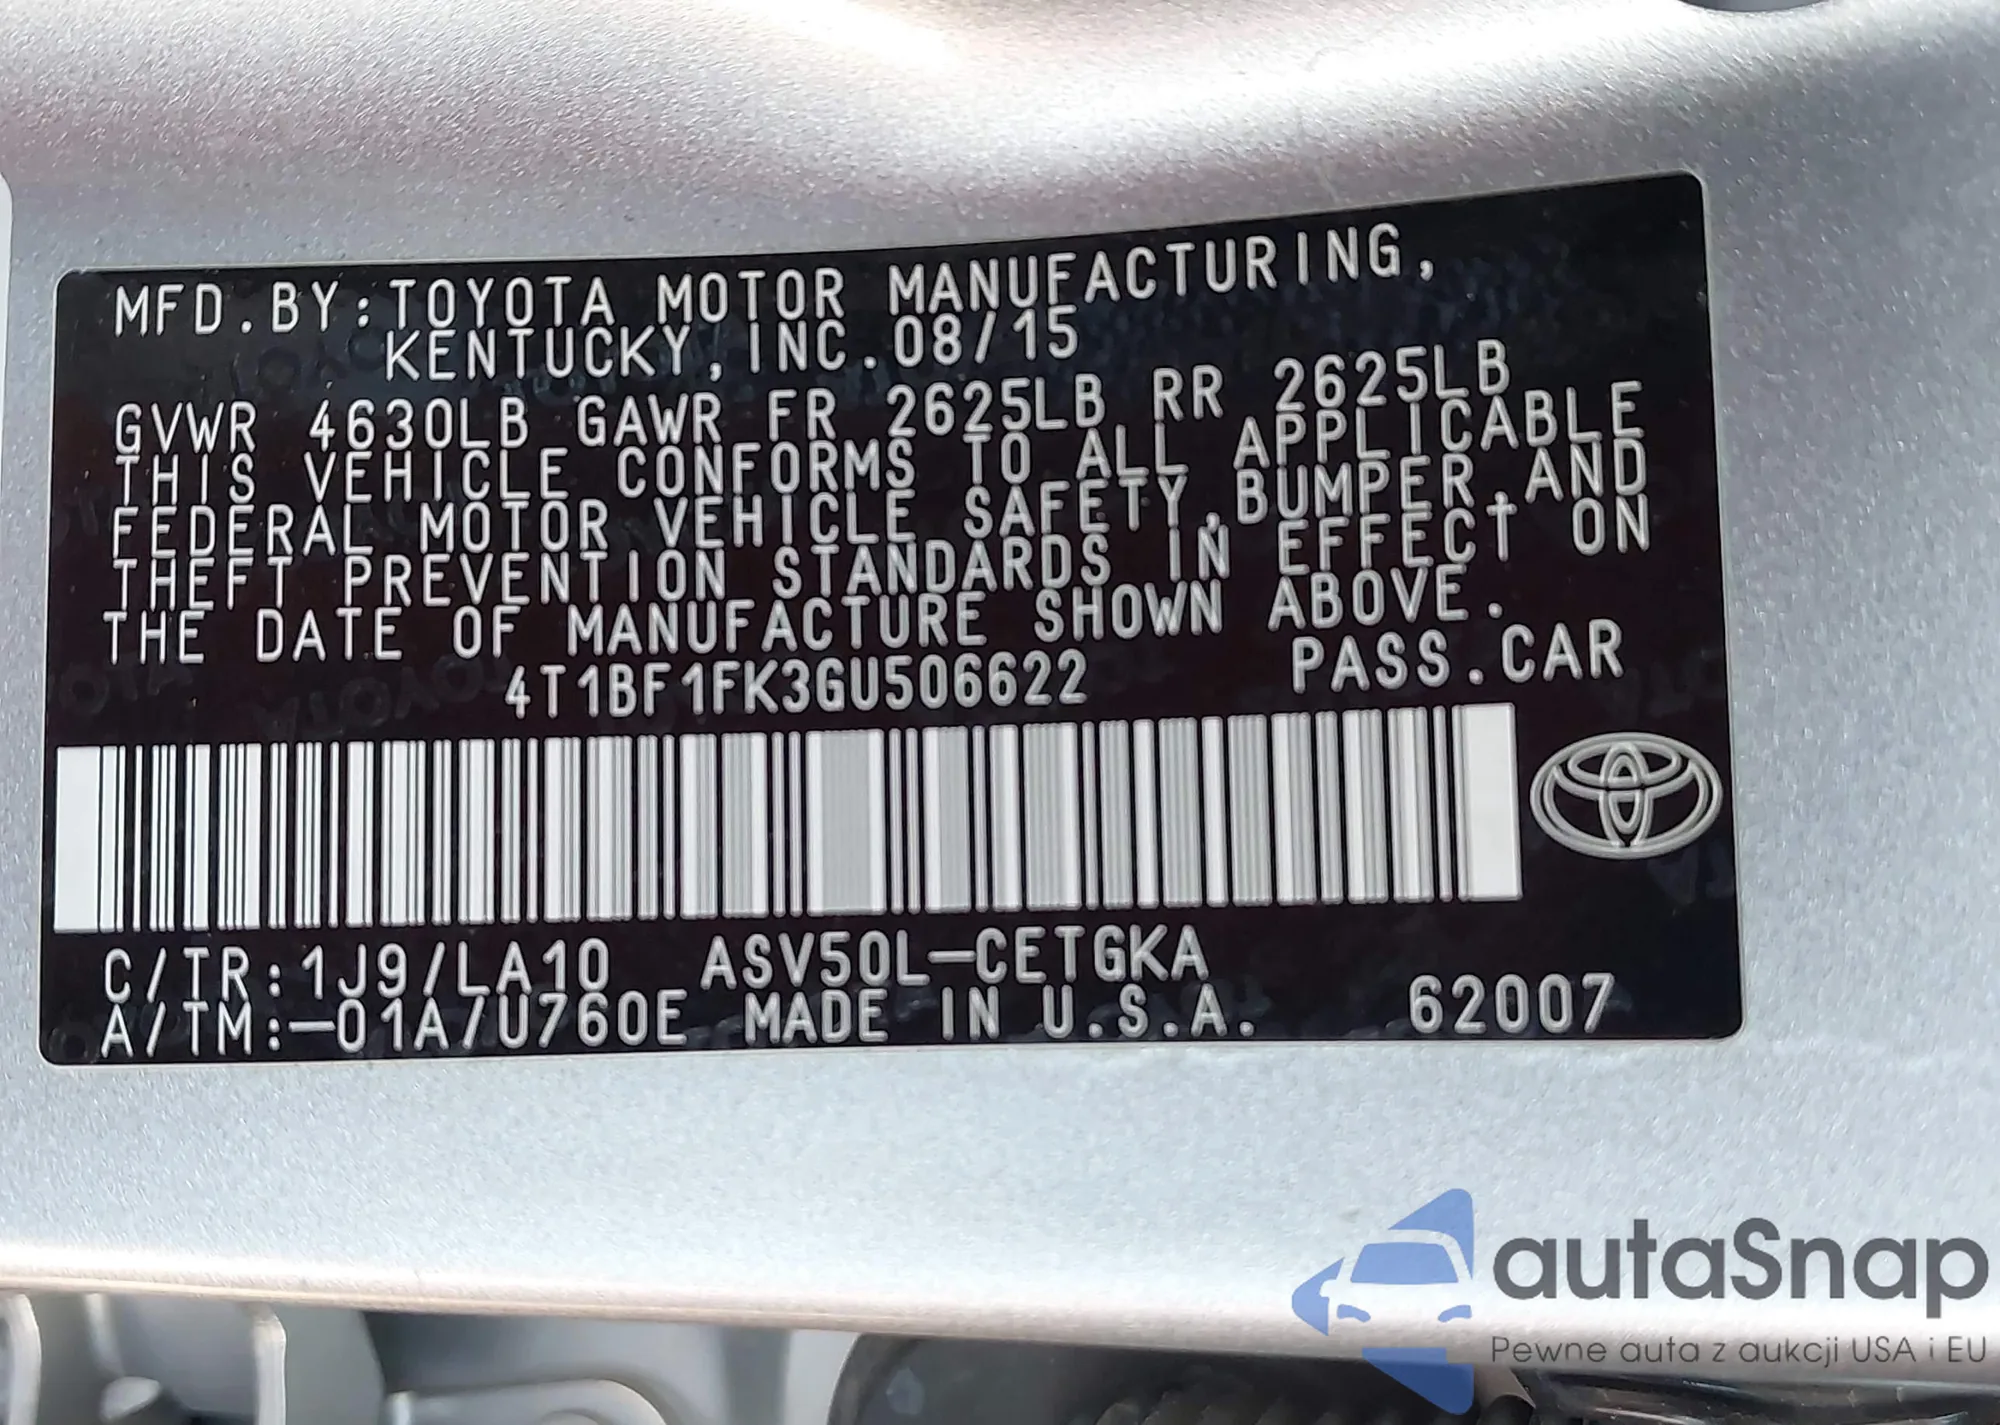 MFD.BY:TOYOTA MOTOR MANUFACTURING,
KENTUCKY,INC.08/15
GVWR 4630LB GAWR FR 2625LB RR 2625LB
THIS VEHICLE CONFORMS TO ALL APPLICABLE
FEDERAL MOTOR VEHICLE SAFETY,BUMPER,AND
THEFT PREVENTION STANDARDS IN EFFECT ON
THE DATE OF MANUFACTURE SHOWN ABOVE.
4T1BF1FK3GU506622 PASS.CAR
C/TR:1J9/LA10 ASV50L-CETGKA
A/TM:-01A/U760E MADE IN U.S.A. 62007
autaSnap
Pewne auta z aukcji USA i EU